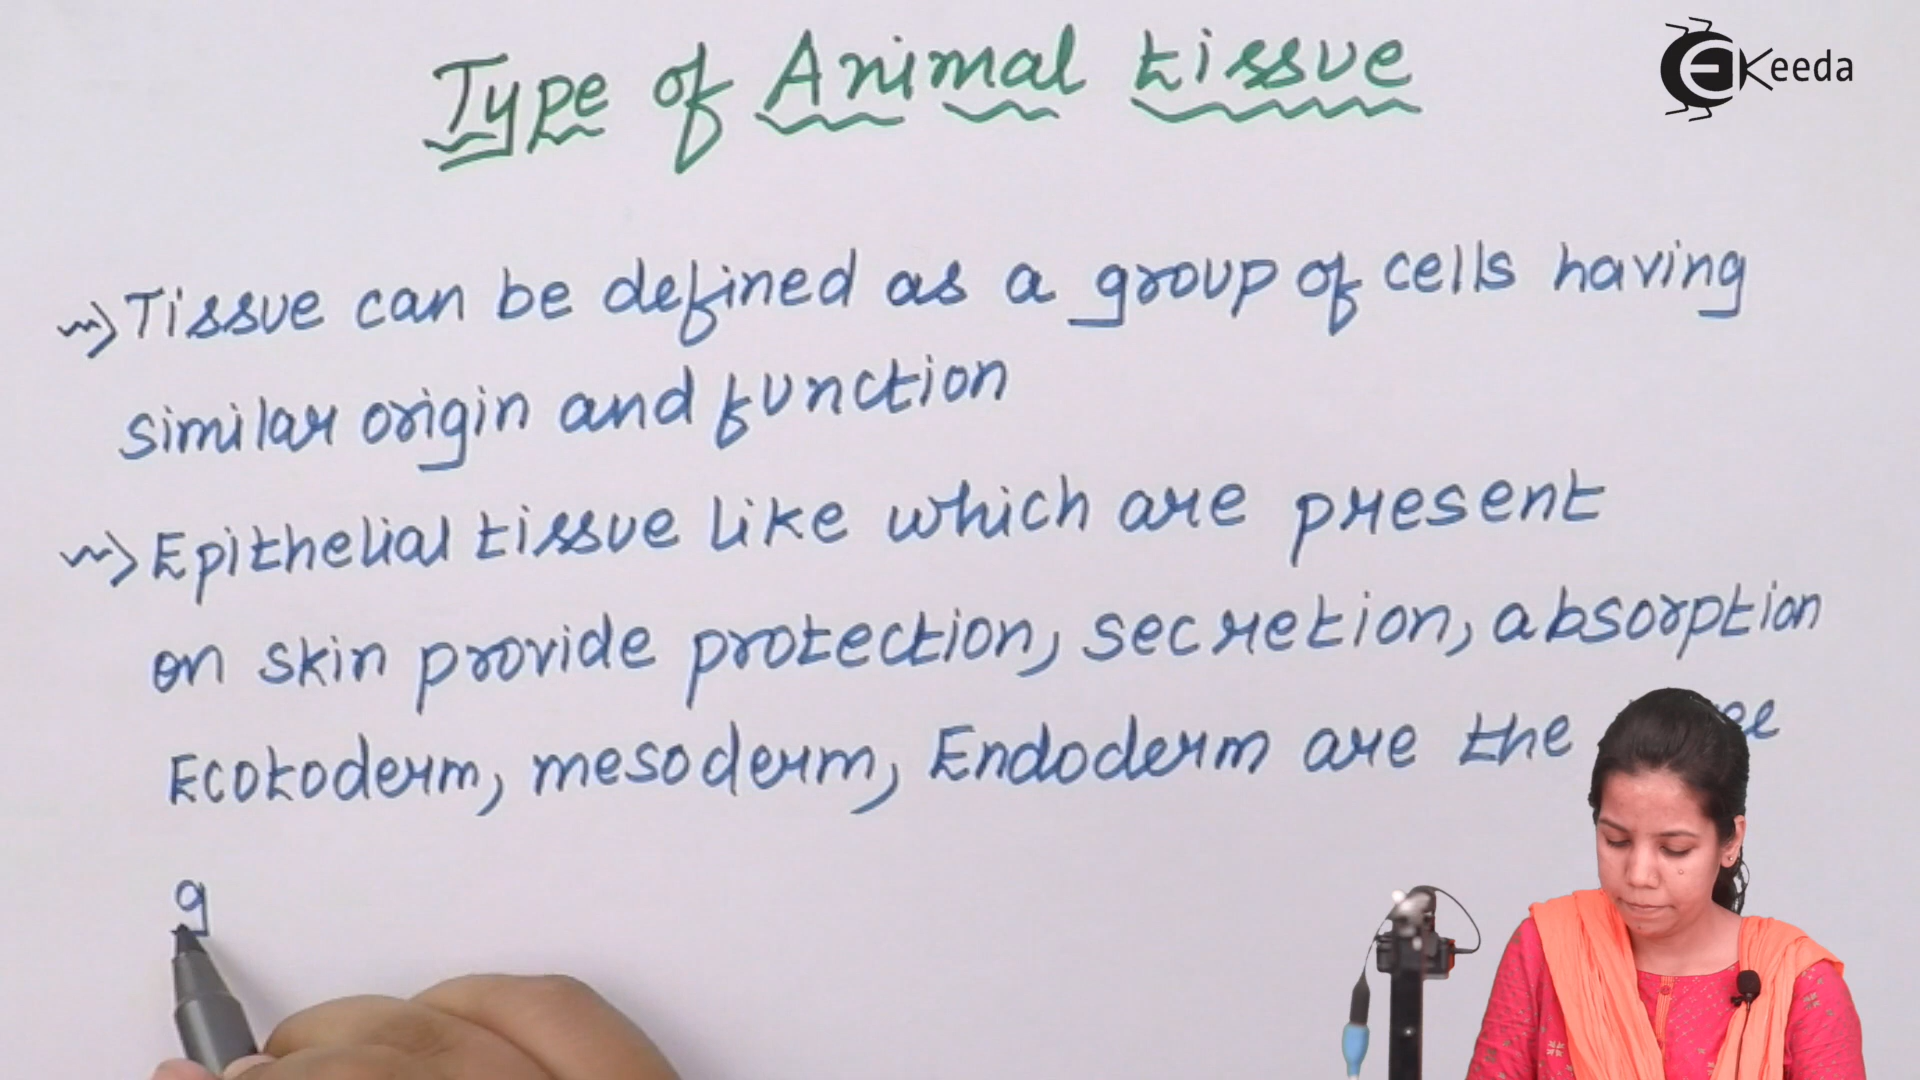 Type of Animal tissue
EKeeda
Tissue can be defined as a group of cells having
similar origin and function
Epithelial tissue like which are present
on skin provide protection, secretion, absorption
Ecotoderm, mesoderm, Endoderm are the
g